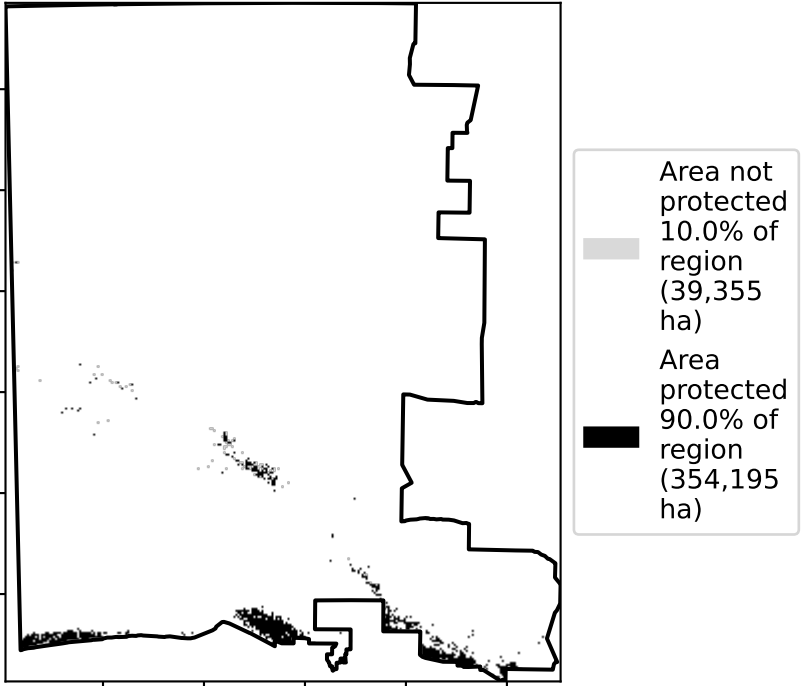 Area not
protected
10.0% of
region
(39,355
ha)
Area
protected
90.0% of
region
(354,195
ha)